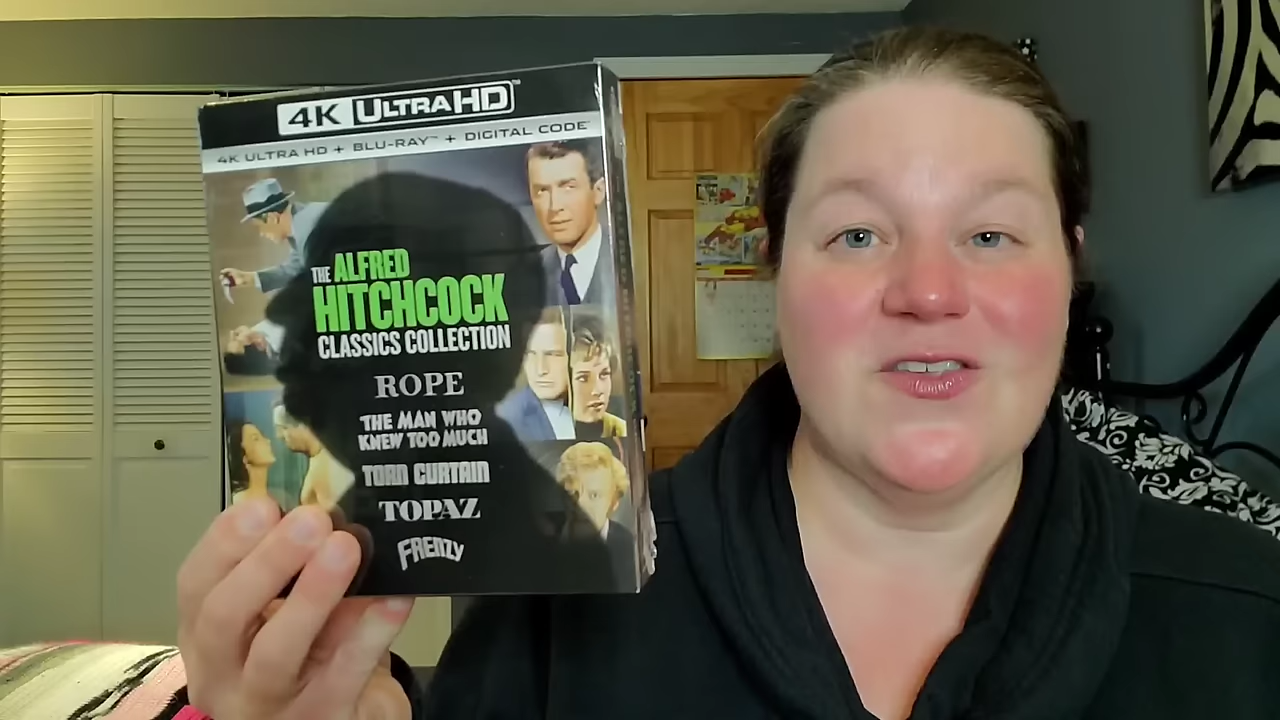 4K ULTRA HD™
4K ULTRA HD + BLU-RAY™ + DIGITAL CODE
THE ALFRED
HITCHCOCK
CLASSICS COLLECTION
ROPE
THE MAN WHO
KNEW TOO MUCH
TORN CURTAIN
TOPAZ
FRENZY